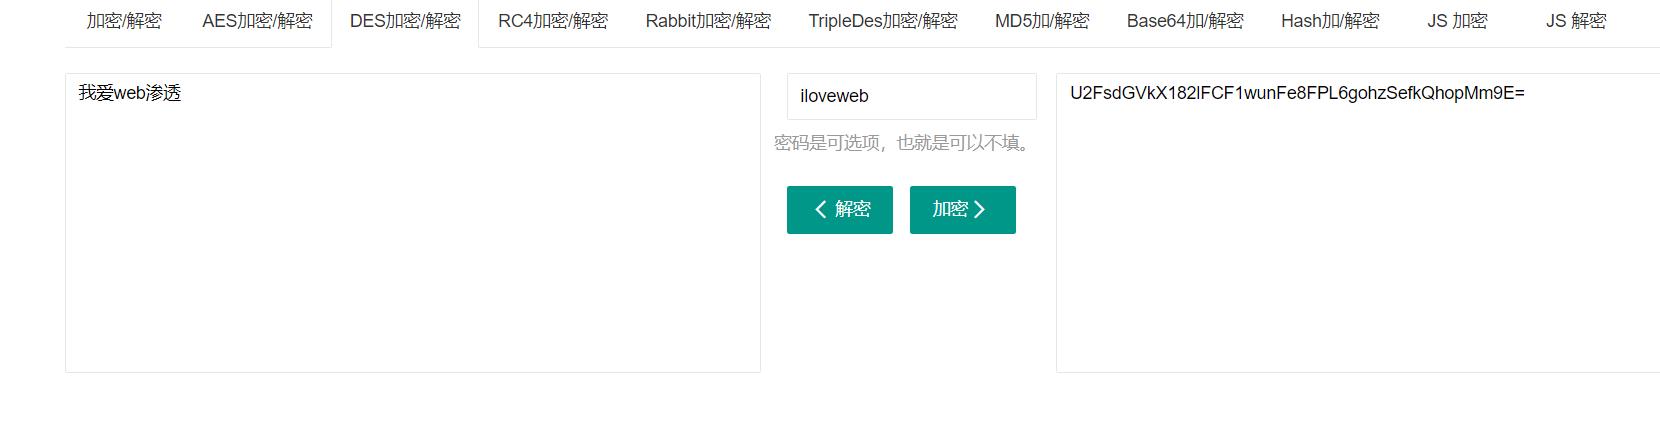 加密/解密 AES加密/解密 DES加密/解密 RC4加密/解密 Rabbit加密/解密 TripleDes加密/解密 MD5加/解密 Base64加/解密 Hash加/解密 JS 加密 JS 解密
我爱web渗透
iloveweb
U2FsdGVkX182lFCF1wunFe8FPL6gohzSefkQhopMm9E=
密码是可选项，也就是可以不填。
解密 加密